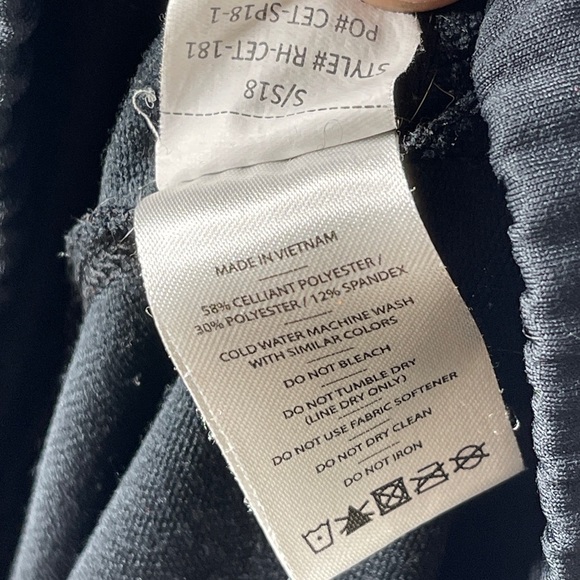 PO# CET-SP18-1
STYLE# RH-CET-181
S/S18
MADE IN VIETNAM
58% CELLIANT POLYESTER /
30% POLYESTER / 12% SPANDEX
COLD WATER MACHINE WASH
WITH SIMILAR COLORS
DO NOT BLEACH
DO NOT TUMBLE DRY
(LINE DRY ONLY)
DO NOT USE FABRIC SOFTENER
DO NOT DRY CLEAN
DO NOT IRON